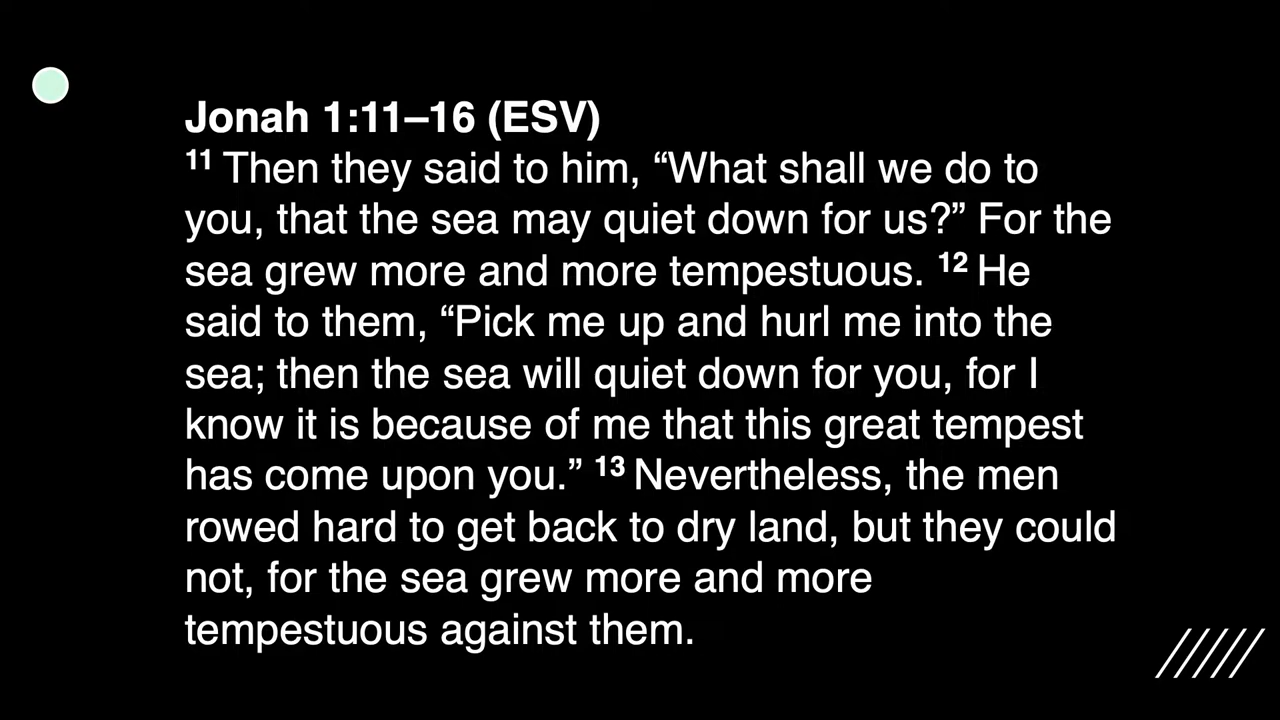 Jonah 1:11–16 (ESV)
11 Then they said to him, “What shall we do to
you, that the sea may quiet down for us?” For the
sea grew more and more tempestuous. 12 He
said to them, “Pick me up and hurl me into the
sea; then the sea will quiet down for you, for I
know it is because of me that this great tempest
has come upon you.” 13 Nevertheless, the men
rowed hard to get back to dry land, but they could
not, for the sea grew more and more
tempestuous against them.